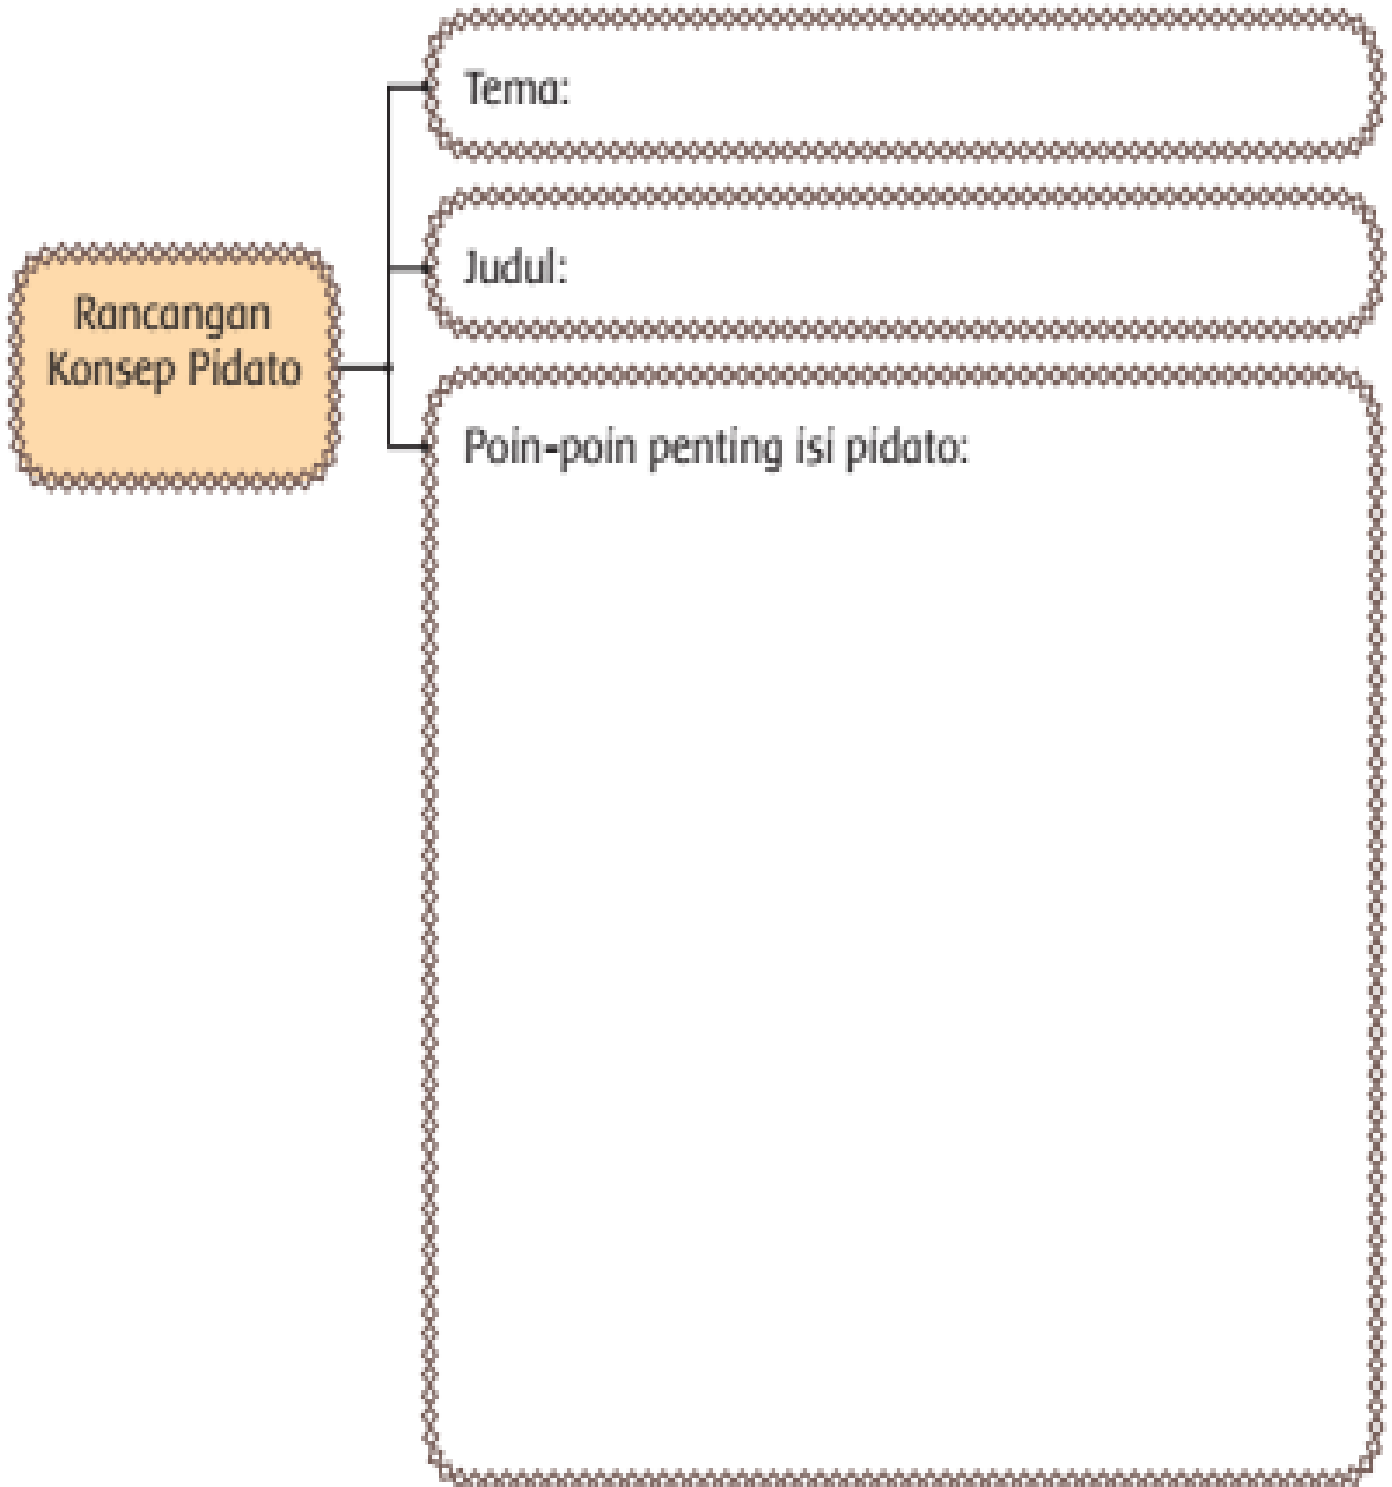 Tema:
Judul:
Rancangan
Konsep Pidato
Poin-poin penting isi pidato: